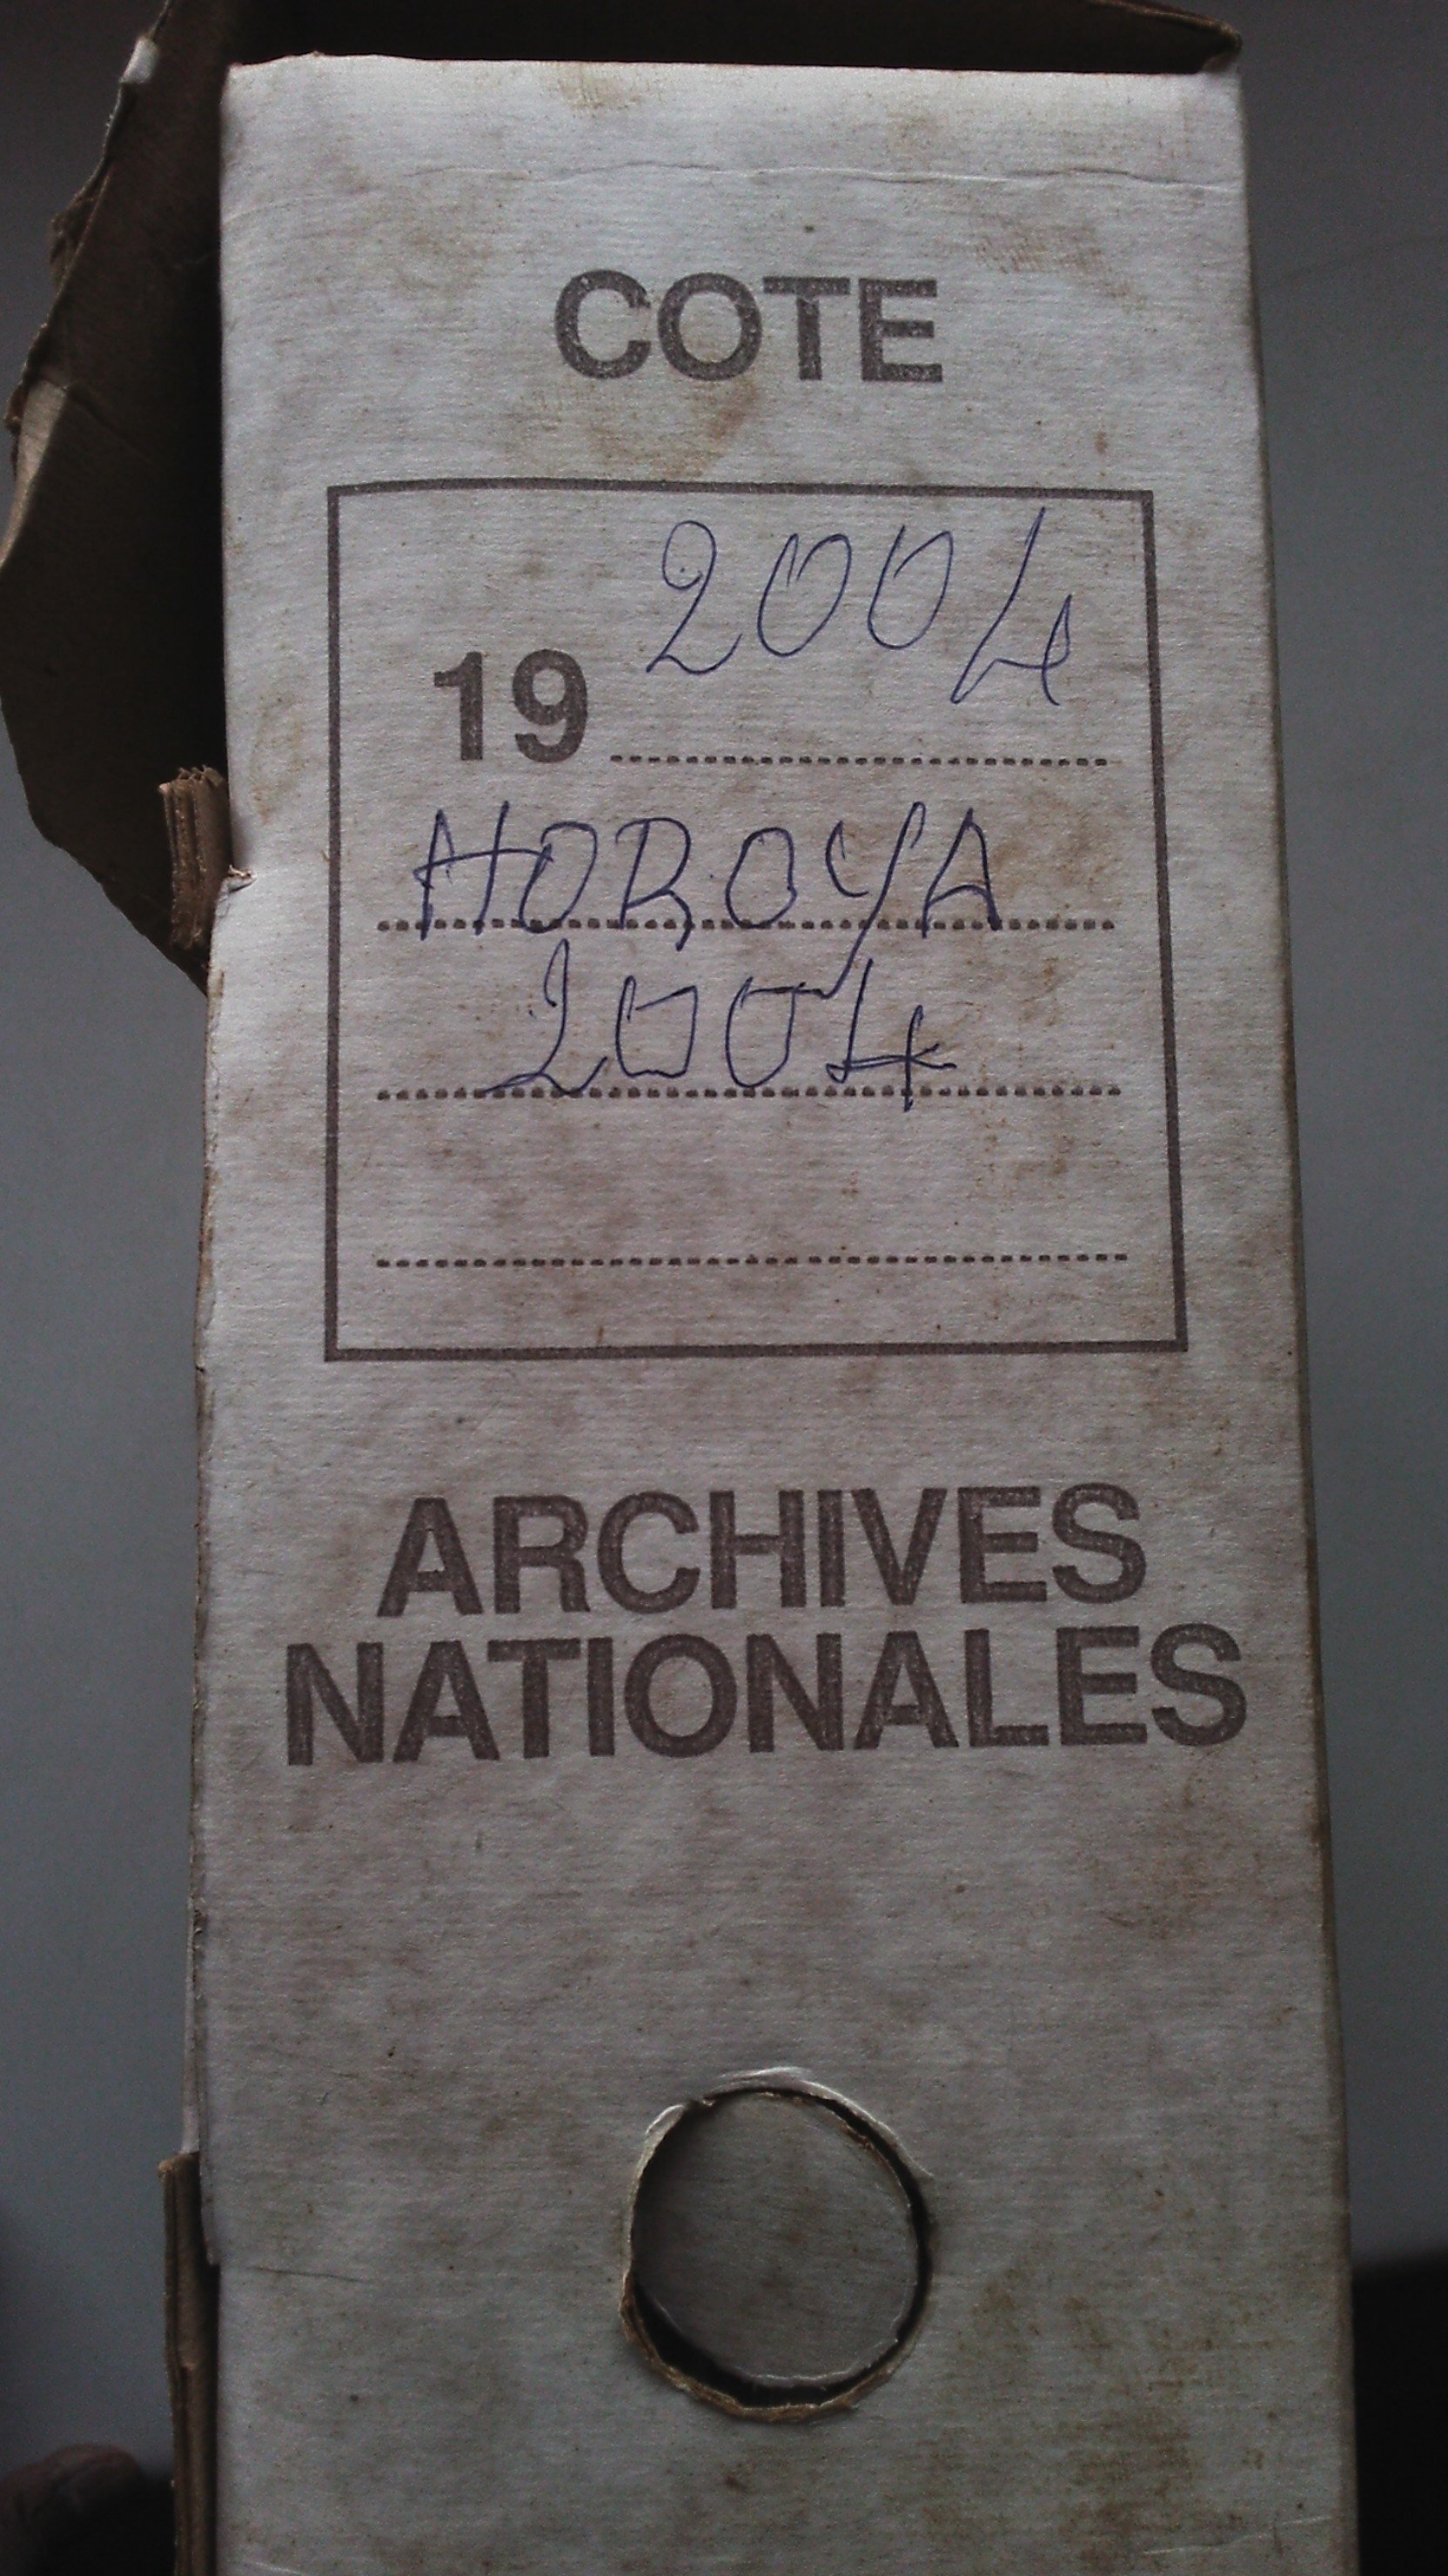 COTE
19 2004
HOROYA
2004
ARCHIVES
NATIONALES